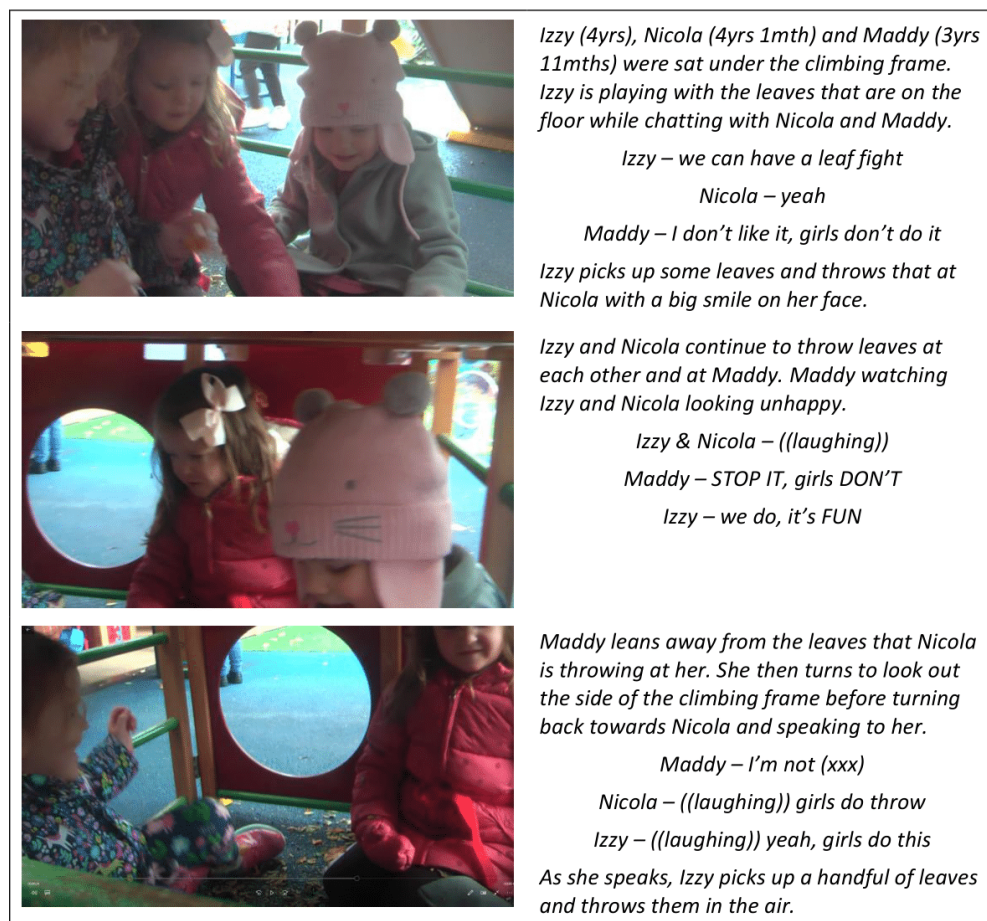 Izzy (4yrs), Nicola (4yrs 1mth) and Maddy (3yrs
11mths) were sat under the climbing frame.
Izzy is playing with the leaves that are on the
floor while chatting with Nicola and Maddy.
Izzy – we can have a leaf fight
Nicola – yeah
Maddy – I don’t like it, girls don’t do it
Izzy picks up some leaves and throws that at
Nicola with a big smile on her face.
Izzy and Nicola continue to throw leaves at
each other and at Maddy. Maddy watching
Izzy and Nicola looking unhappy.
Izzy & Nicola – ((laughing))
Maddy – STOP IT, girls DON’T
Izzy – we do, it’s FUN
Maddy leans away from the leaves that Nicola
is throwing at her. She then turns to look out
the side of the climbing frame before turning
back towards Nicola and speaking to her.
Maddy – I’m not (xxx)
Nicola – ((laughing)) girls do throw
Izzy – ((laughing)) yeah, girls do this
As she speaks, Izzy picks up a handful of leaves
and throws them in the air.